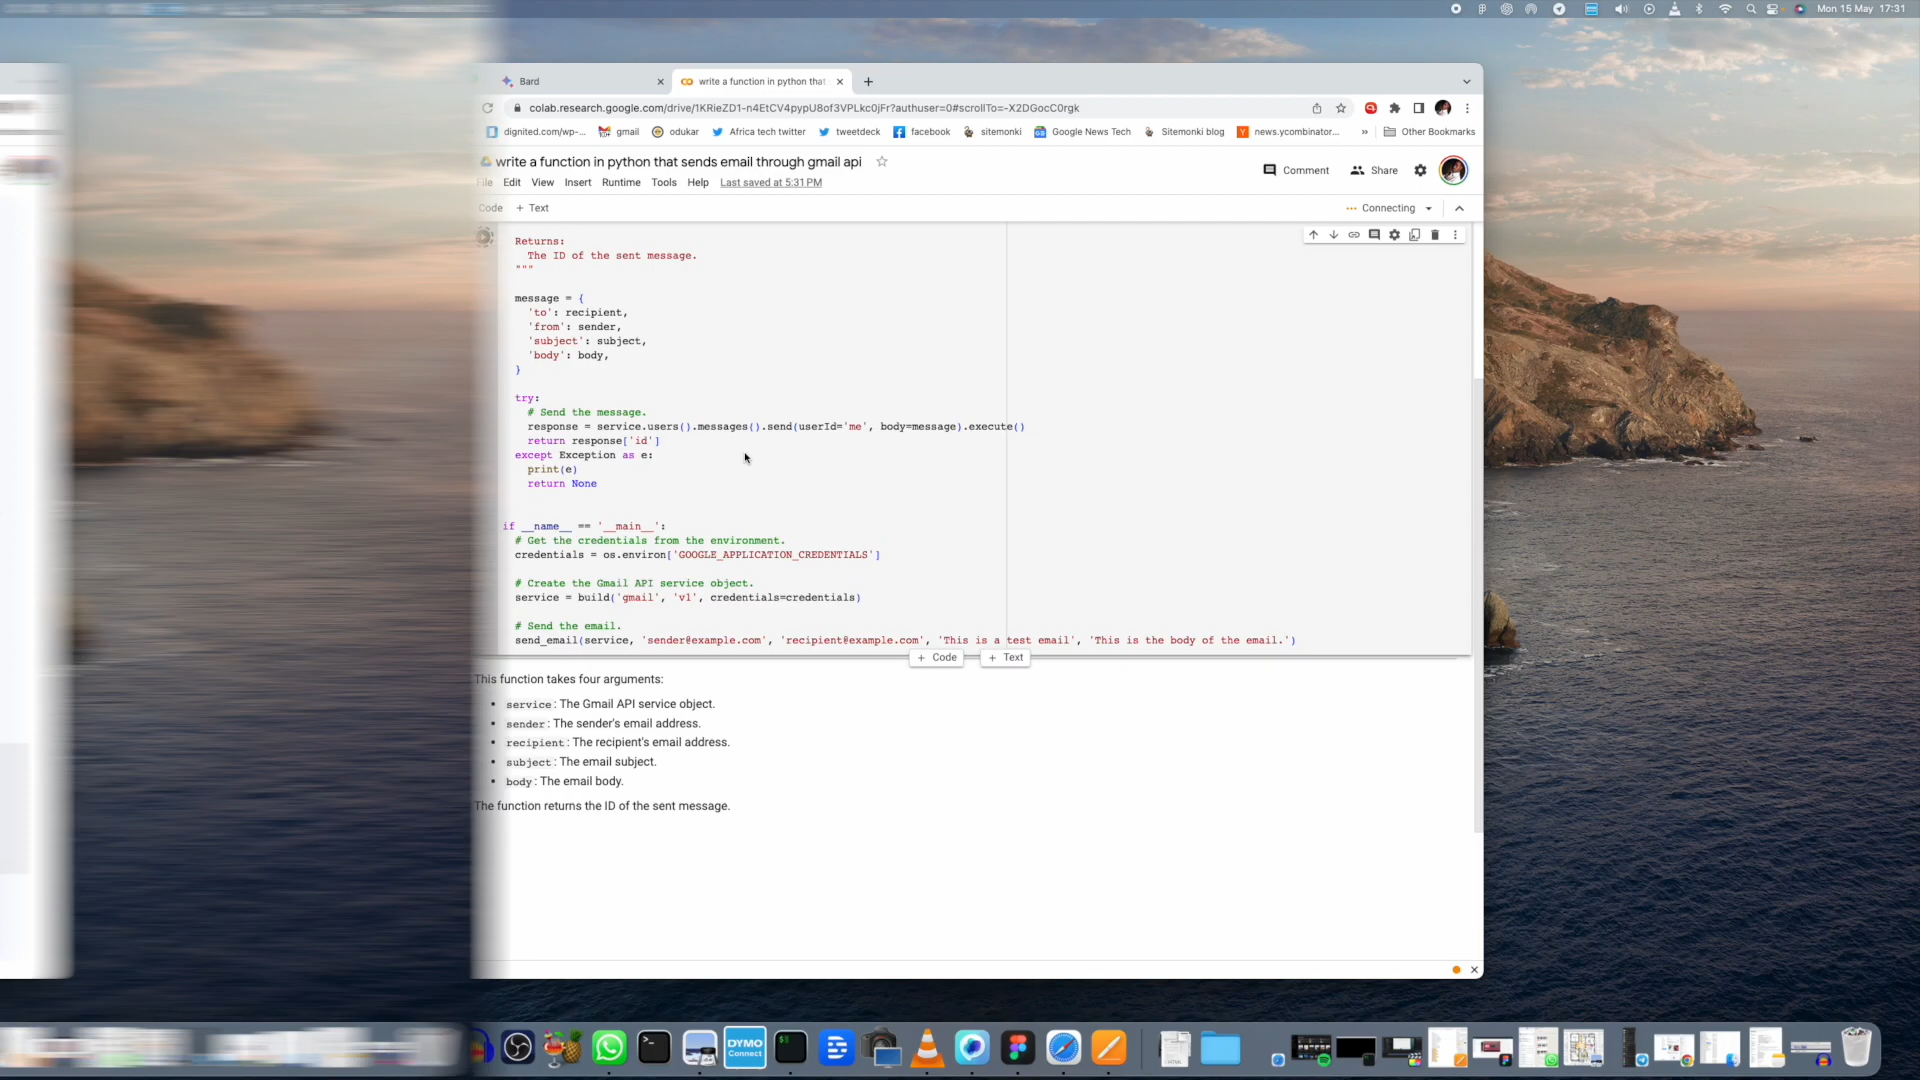 Mon 15 May 17:31
Bard
write a function in python that
colab.research.google.com/drive/1KRieZD1-n4EtCV4pypU8of3VPLkc0jFr?authuser=0#scrollTo=-X2DGocC0rgk
dignited.com/wp-...
gmail
odukar
Africa tech twitter
tweetdeck
facebook
sitemonki
Google News Tech
Sitemonki blog
news.ycombinator...
»
Other Bookmarks
write a function in python that sends email through gmail api
Comment
Share
File Edit View Insert Runtime Tools Help Last saved at 5:31 PM
Code + Text
Connecting
Returns:
The ID of the sent message.
"""
message = {
'to': recipient,
'from': sender,
'subject': subject,
'body': body,
}
try:
# Send the message.
response = service.users().messages().send(userId='me', body=message).execute()
return response['id']
except Exception as e:
print(e)
return None
if __name__ == '__main__':
# Get the credentials from the environment.
credentials = os.environ['GOOGLE_APPLICATION_CREDENTIALS']
# Create the Gmail API service object.
service = build('gmail', 'v1', credentials=credentials)
# Send the email.
send_email(service, 'sender@example.com', 'recipient@example.com', 'This is a test email', 'This is the body of the email.')
+ Code + Text
This function takes four arguments:
• service: The Gmail API service object.
• sender: The sender's email address.
• recipient: The recipient's email address.
• subject: The email subject.
• body: The email body.
The function returns the ID of the sent message.
DYMO
Connect